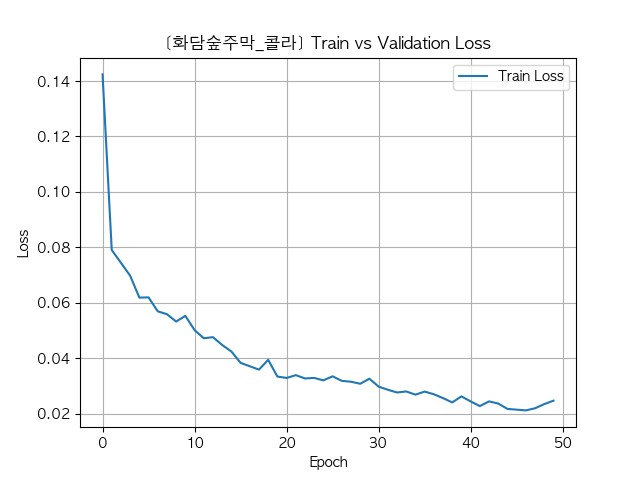 [화담숲주막_콜라] Train vs Validation Loss
Train Loss
Loss
0.14
0.12
0.10
0.08
0.06
0.04
0.02
0 10 20 30 40 50
Epoch